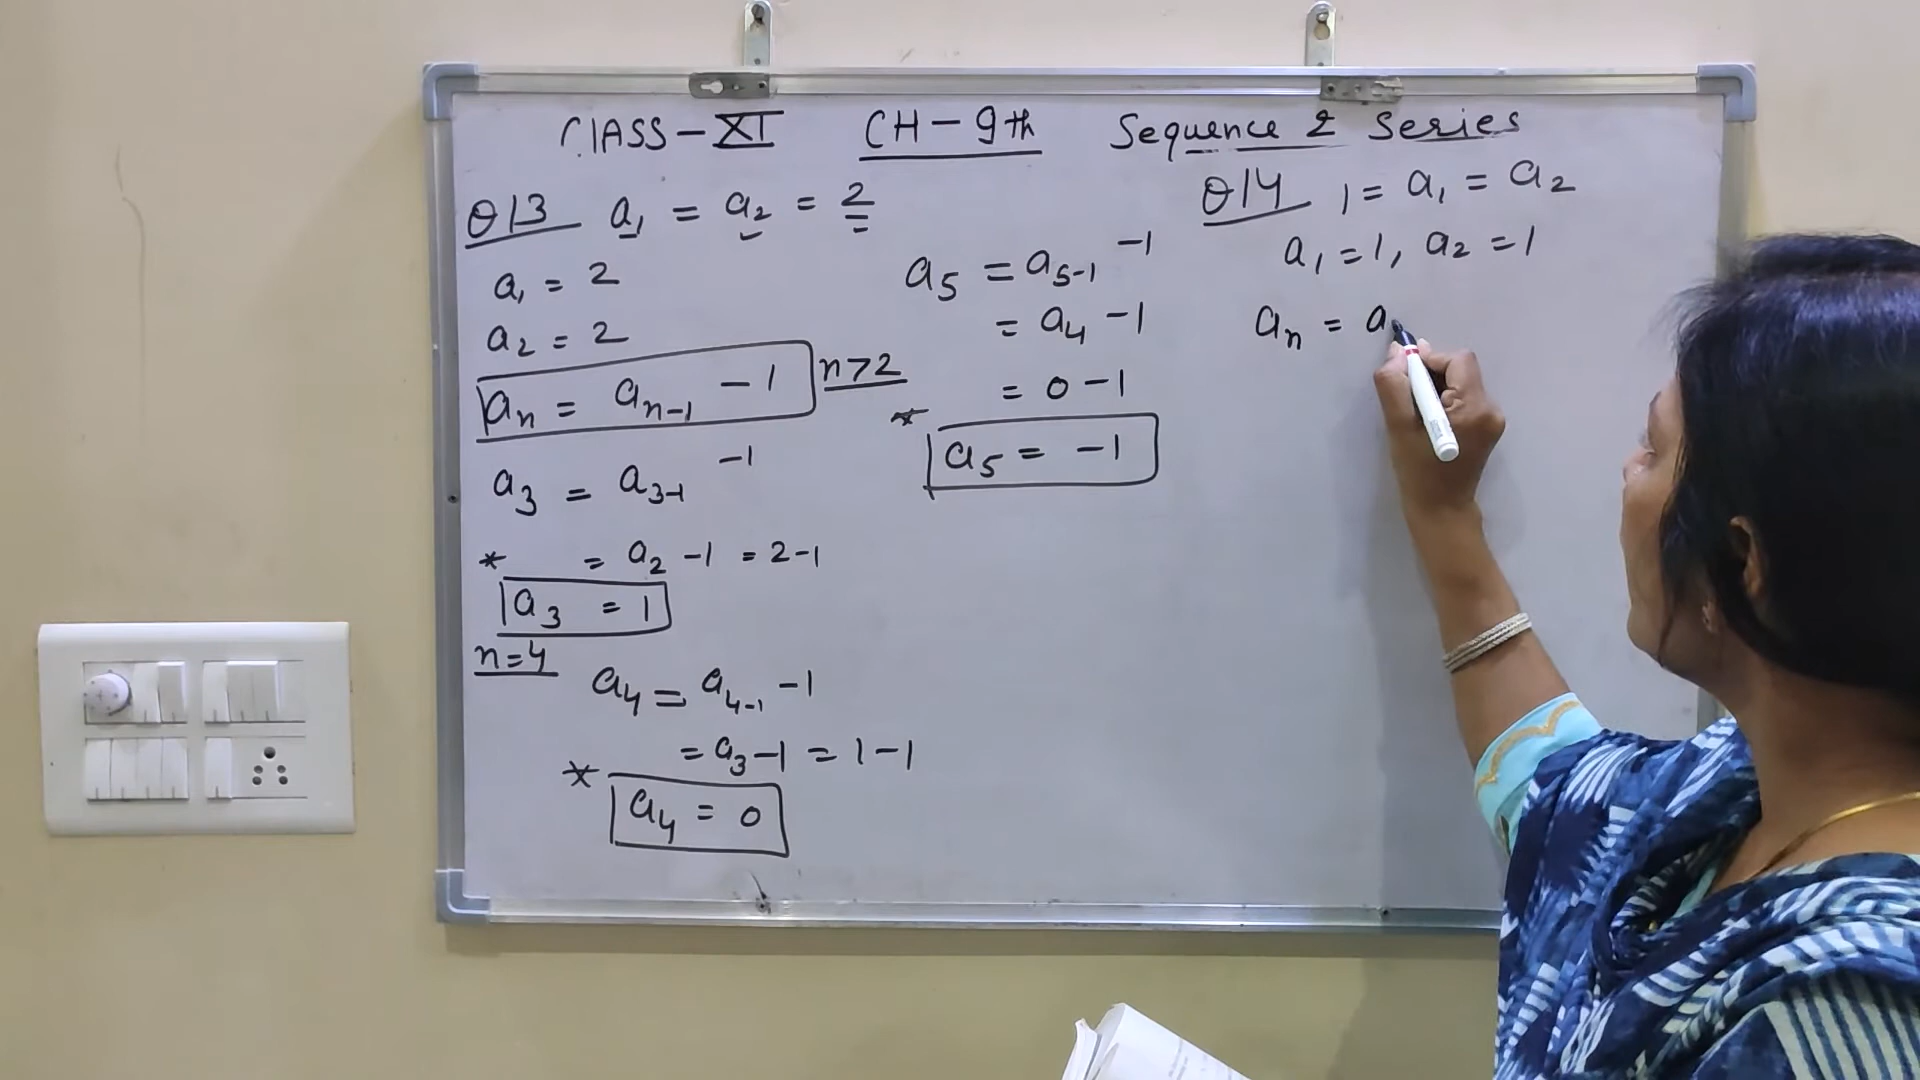 CLASS-XI CH-9th Sequence & Series
Q13 a₁ = a₂ = 2
a₁ = 2
a₂ = 2
aₙ = aₙ₋₁ - 1 n>2
a₃ = a₃₋₁ - 1
* = a₂ - 1 = 2-1
a₃ = 1
n=4
a₄ = a₄₋₁ - 1
= a₃ - 1 = 1 - 1
* a₄ = 0
a₅ = a₅₋₁ - 1
= a₄ - 1
= 0 - 1
* a₅ = -1
Q14 1 = a₁ = a₂
a₁ = 1, a₂ = 1
aₙ = a